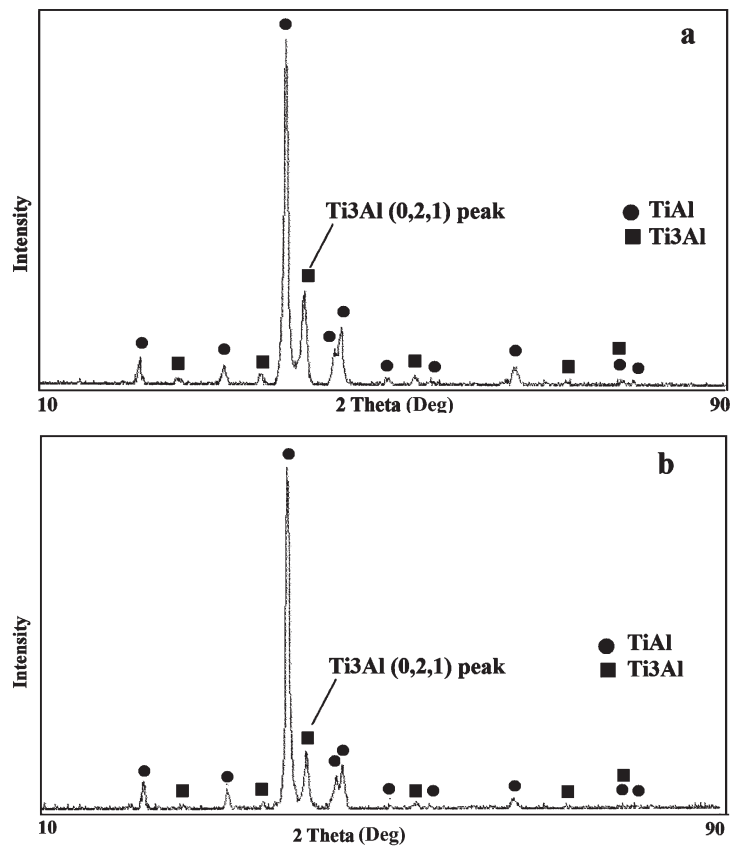 a
Intensity
Ti3Al (0,2,1) peak
TiAl
Ti3Al
10
2 Theta (Deg)
90
b
Intensity
TiAl
Ti3Al (0,2,1) peak
Ti3Al
10
2 Theta (Deg)
90